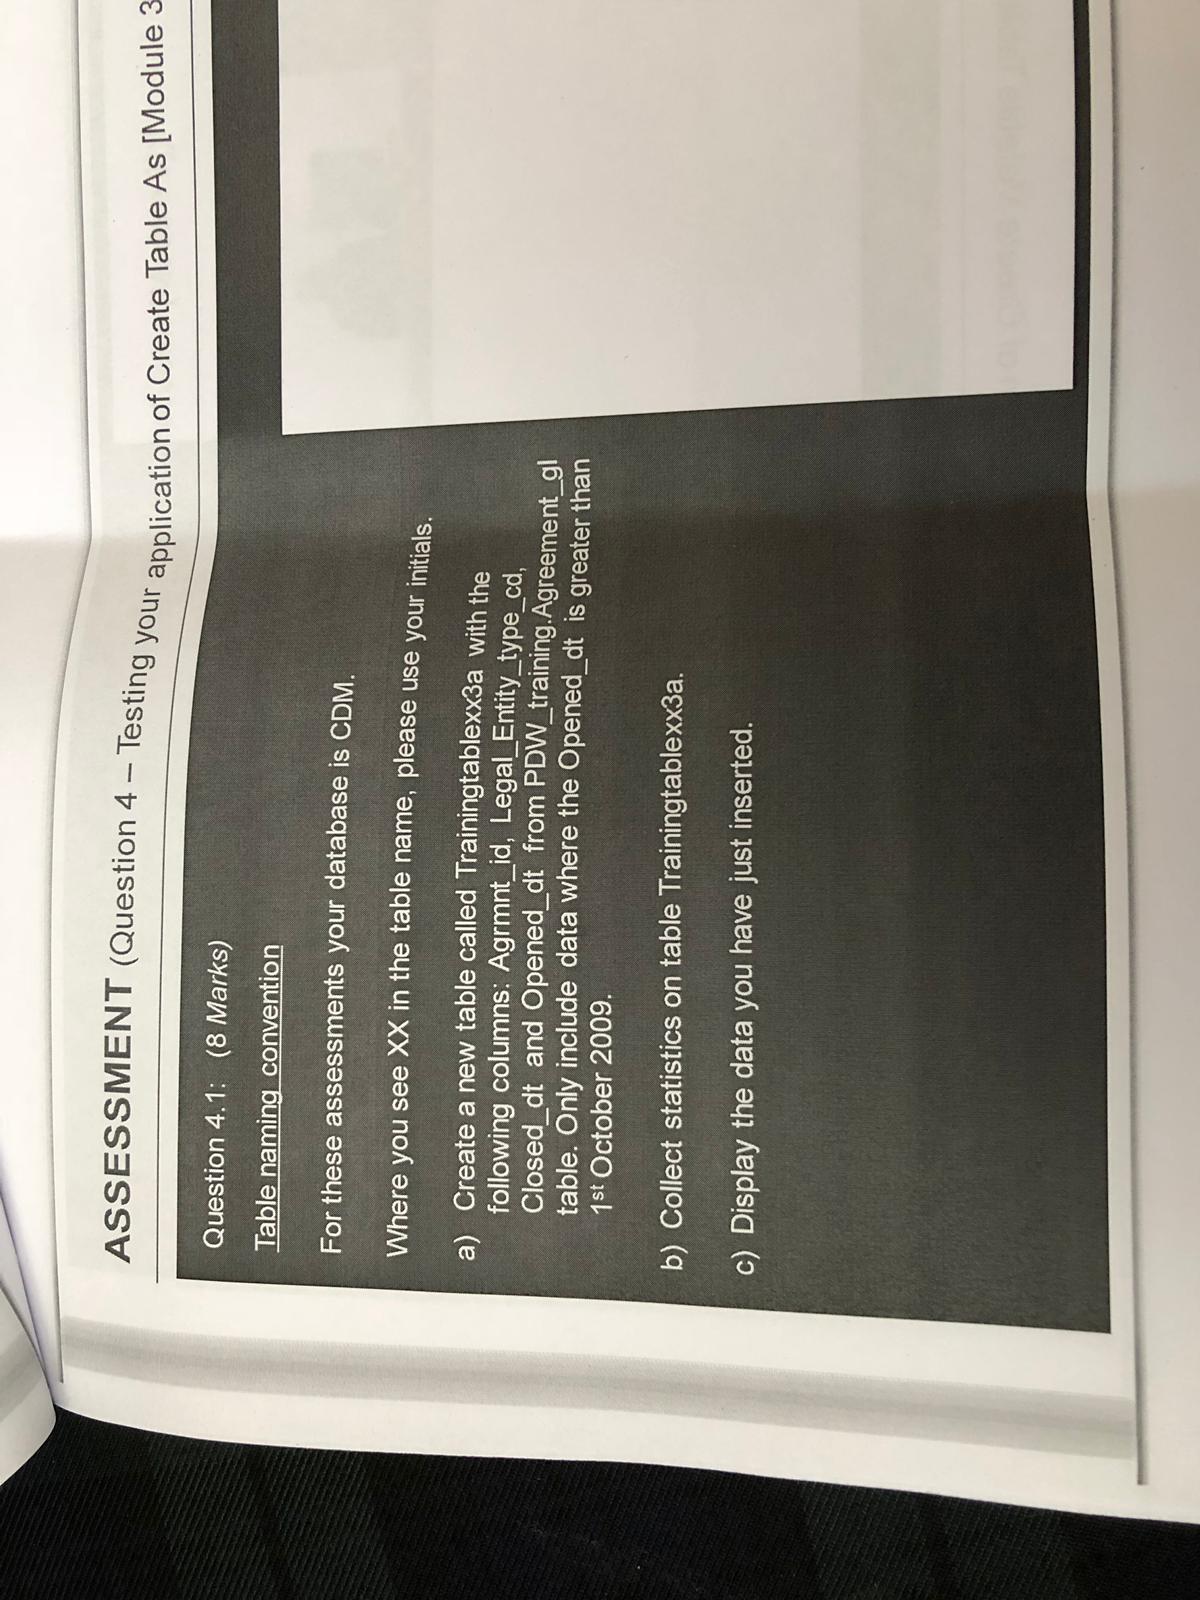 ASSESSMENT (Question 4 – Testing your application of Create Table As [Module 3
Question 4.1: (8 Marks)
Table naming convention
For these assessments your database is CDM.
Where you see XX in the table name, please use your initials.
a) Create a new table called Trainingtablexx3a with the
following columns: Agrmnt_id, Legal_Entity_type_cd,
Closed_dt and Opened_dt from PDW_training.Agreement_gl
table. Only include data where the Opened_dt is greater than
1st October 2009.
b) Collect statistics on table Trainingtablexx3a.
c) Display the data you have just inserted.